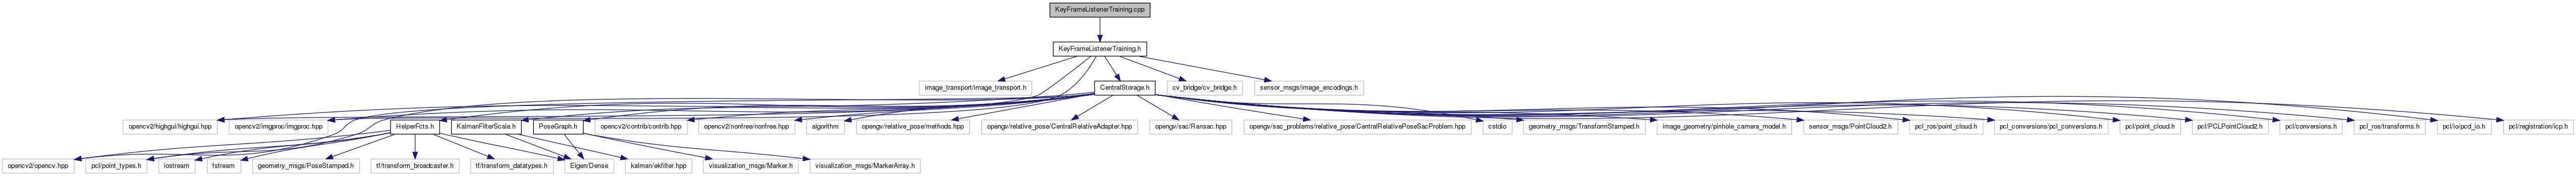 KeyFrameListenerTraining.cpp
KeyFrameListenerTraining.h
image_transport/image_transport.h
CentralStorage.h
cv_bridge/cv_bridge.h
sensor_msgs/image_encodings.h
opencv2/highgui/highgui.hpp
opencv2/imgproc/imgproc.hpp
HelperFcts.h
KalmanFilterScale.h
PoseGraph.h
opencv2/contrib/contrib.hpp
opencv2/nonfree/nonfree.hpp
algorithm
opengv/relative_pose/methods.hpp
opengv/relative_pose/CentralRelativeAdapter.hpp
opengv/sac/Ransac.hpp
opengv/sac_problems/relative_pose/CentralRelativePoseSacProblem.hpp
cstdio
geometry_msgs/TransformStamped.h
image_geometry/pinhole_camera_model.h
sensor_msgs/PointCloud2.h
pcl_ros/point_cloud.h
pcl_conversions/pcl_conversions.h
pcl/point_cloud.h
pcl/PCLPointCloud2.h
pcl/conversions.h
pcl_ros/transforms.h
pcl/io/pcd_io.h
pcl/registration/icp.h
opencv2/opencv.hpp
pcl/point_types.h
iostream
fstream
geometry_msgs/PoseStamped.h
tf/transform_broadcaster.h
tf/transform_datatypes.h
Eigen/Dense
kalman/ekfilter.hpp
visualization_msgs/Marker.h
visualization_msgs/MarkerArray.h